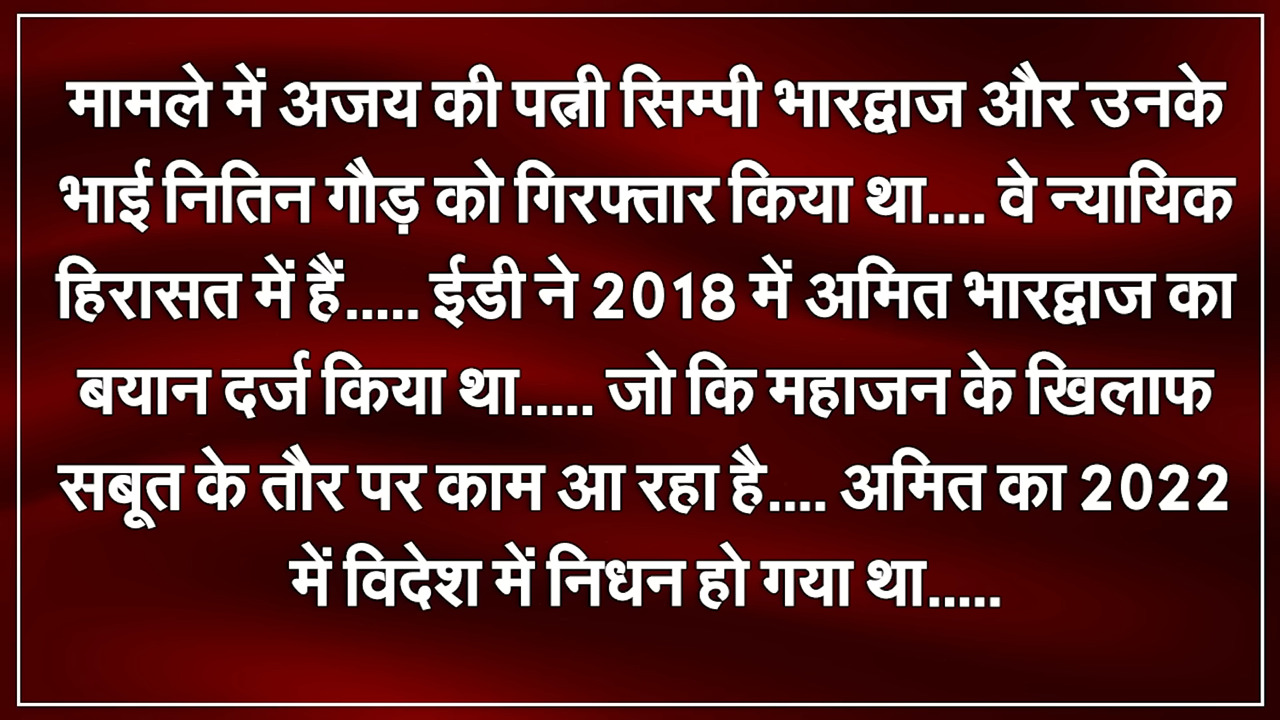 मामले में अजय की पत्नी सिम्पी भारद्वाज और उनके
भाई नितिन गौड़ को गिरफ्तार किया था.... वे न्यायिक
हिरासत में हैं..... ईडी ने 2018 में अमित भारद्वाज का
बयान दर्ज किया था..... जो कि महाजन के खिलाफ
सबूत के तौर पर काम आ रहा है.... अमित का 2022
में विदेश में निधन हो गया था.....